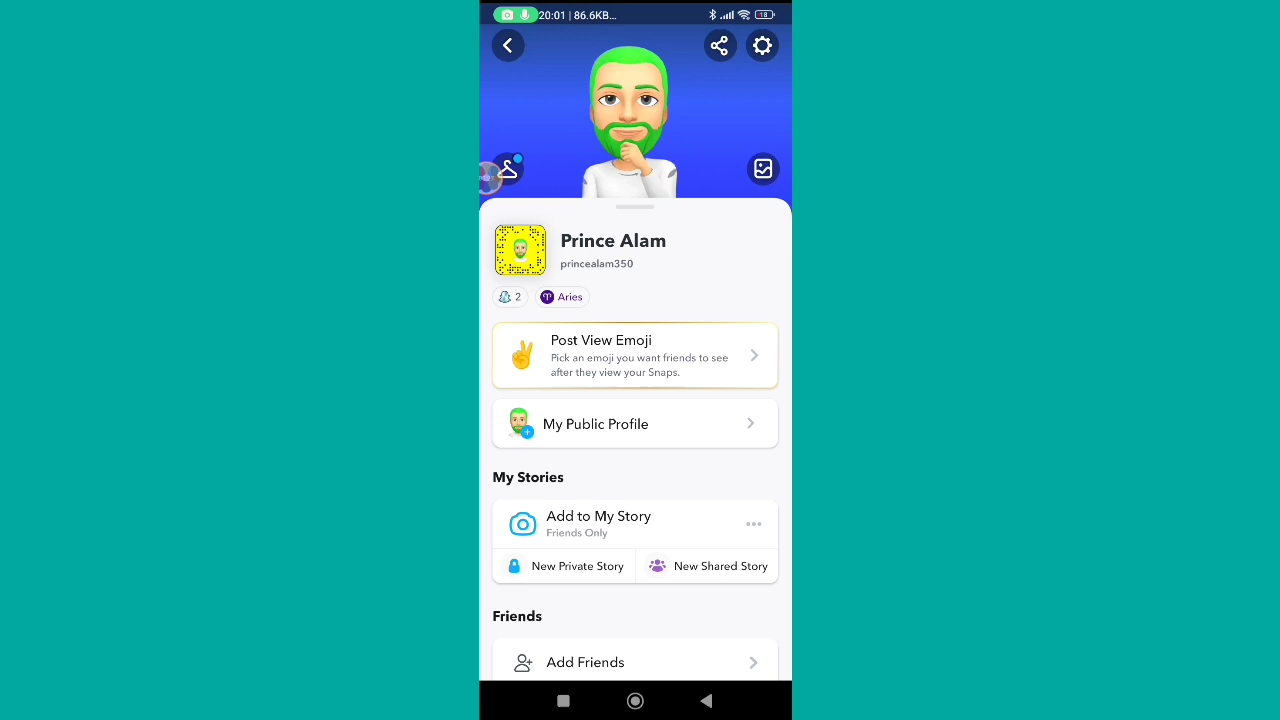 20:01 | 86.6KB...
18
Prince Alam
princealam350
2
Aries
Post View Emoji
Pick an emoji you want friends to see
after they view your Snaps.
My Public Profile
My Stories
Add to My Story
Friends Only
New Private Story
New Shared Story
Friends
Add Friends